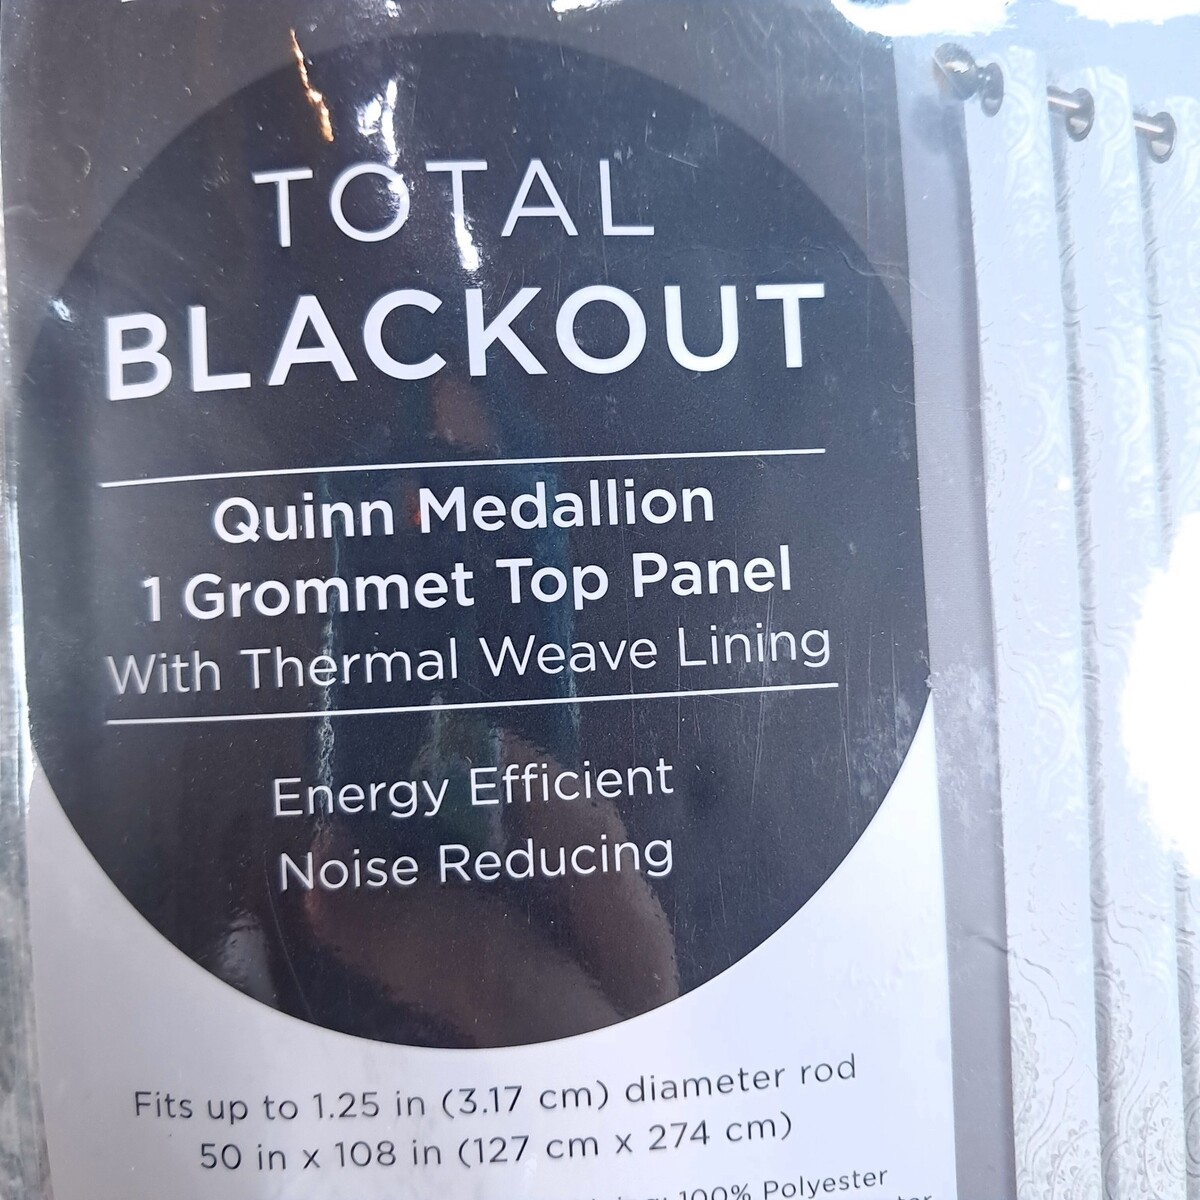 TOTAL
BLACKOUT
Quinn Medallion
1 Grommet Top Panel
With Thermal Weave Lining
Energy Efficient
Noise Reducing
Fits up to 1.25 in (3.17 cm) diameter rod
50 in x 108 in (127 cm x 274 cm)
100% Polyester